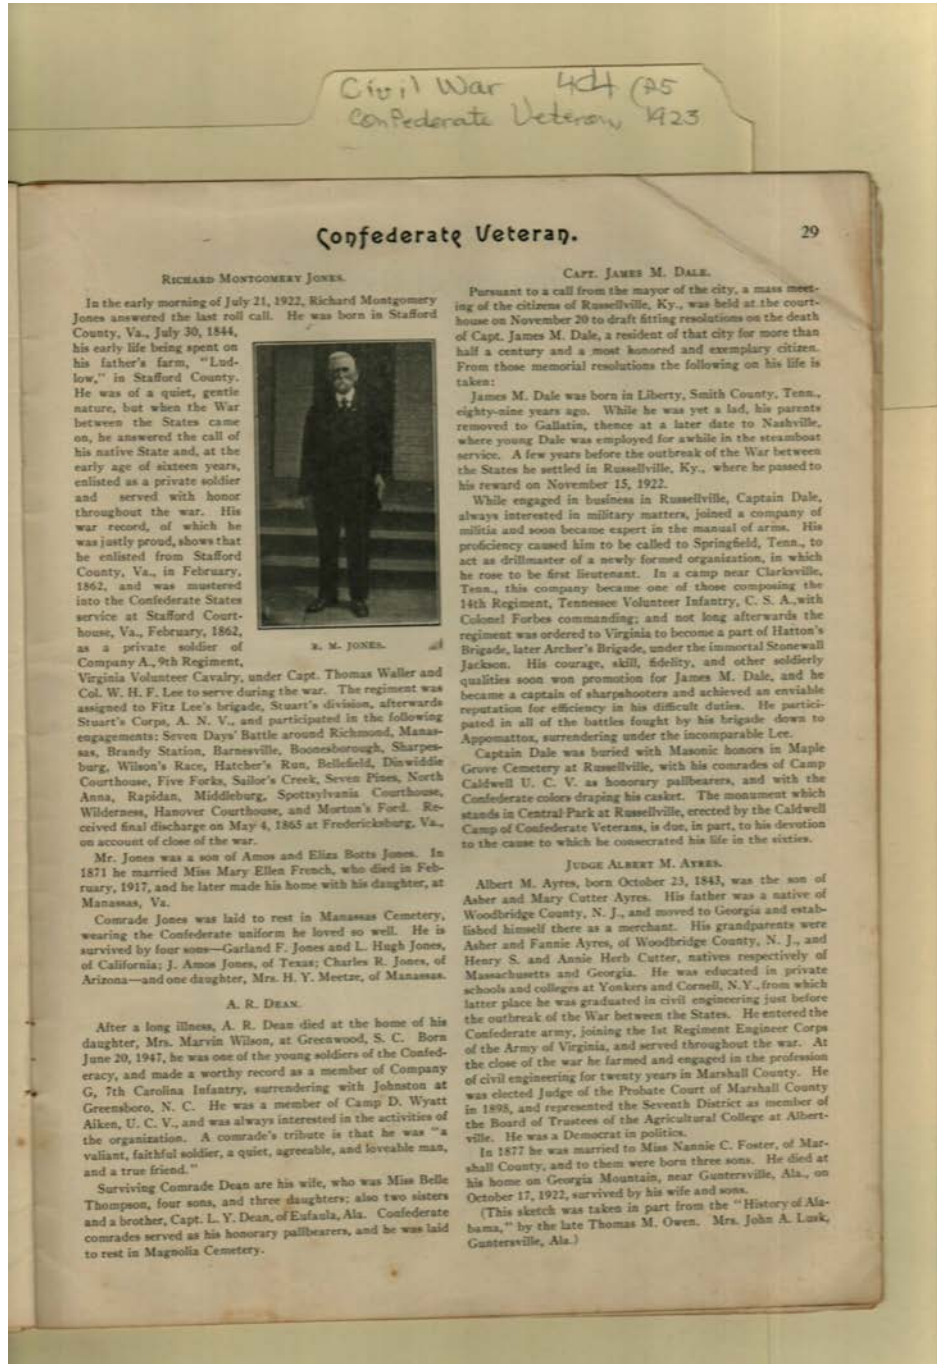 Civil War 4d4 (25
Confederate Veteran, 1923
Confederate Veteran.
29
RICHARD MONTGOMERY JONES.
In the early morning of July 21, 1922, Richard Montgomery
Jones answered the last roll call. He was born in Stafford
County, Va., July 30, 1844,
his early life being spent on
his father's farm, "Lud-
low," in Stafford County.
He was of a quiet, gentle
nature, but when the War
between the States came
on, he answered the call of
his native State and, at the
early age of sixteen years,
enlisted as a private soldier
and served with honor
throughout the war. His
war record, of which he
was justly proud, shows that
he enlisted from Stafford
County, Va., in February,
1862, and was mustered
into the Confederate States
service at Stafford Court-
house, Va., February, 1862,
as a private soldier of
Company A., 9th Regiment,
Virginia Volunteer Cavalry, under Capt. Thomas Waller and
Col. W. H. F. Lee to serve during the war. The regiment was
assigned to Fitz Lee's brigade, Stuart's division, afterwards
Stuart's Corps, A. N. V., and participated in the following
engagements: Seven Days' Battle around Richmond, Manas-
sas, Brandy Station, Barnesville, Boonesborough, Sharps-
burg, Wilson's Race, Hatcher's Run, Bellefield, Dinwiddie
Courthouse, Five Forks, Sailor's Creek, Seven Pines, North
Anna, Rapidan, Middleburg, Spottsylvania Courthouse,
Wilderness, Hanover Courthouse, and Morton's Ford. Re-
ceived final discharge on May 4, 1865 at Fredericksburg, Va.,
on account of close of the war.
Mr. Jones was a son of Amos and Eliza Botts Jones. In
1871 he married Miss Mary Ellen French, who died in Feb-
ruary, 1917, and he later made his home with his daughter, at
Manassas, Va.
Comrade Jones was laid to rest in Manassas Cemetery,
wearing the Confederate uniform he loved so well. He is
survived by four sons—Garland F. Jones and L. Hugh Jones,
of California; J. Amos Jones, of Texas; Charles R. Jones, of
Arizona—and one daughter, Mrs. H. Y. Meetze, of Manassas.
R. M. JONES.
A. R. DEAN.
After a long illness, A. R. Dean died at the home of his
daughter, Mrs. Marvin Wilson, at Greenwood, S. C. Born
June 20, 1947, he was one of the young soldiers of the Confed-
eracy, and made a worthy record as a member of Company
G, 7th Carolina Infantry, surrendering with Johnston at
Greensboro, N. C. He was a member of Camp D. Wyatt
Aiken, U. C. V., and was always interested in the activities of
the organization. A comrade's tribute is that he was "a
valiant, faithful soldier, a quiet, agreeable, and loveable man,
and a true friend."
Surviving Comrade Dean are his wife, who was Miss Belle
Thompson, four sons, and three daughters; also two sisters
and a brother, Capt. L. Y. Dean, of Eufaula, Ala. Confederate
comrades served as his honorary pallbearers, and he was laid
to rest in Magnolia Cemetery.
CAPT. JAMES M. DALE.
Pursuant to a call from the mayor of the city, a mass meet-
ing of the citizens of Russellville, Ky., was held at the court-
house on November 20 to draft fitting resolutions on the death
of Capt. James M. Dale, a resident of that city for more than
half a century and a most honored and exemplary citizen.
From those memorial resolutions the following on his life is
taken:
James M. Dale was born in Liberty, Smith County, Tenn.,
eighty-nine years ago. While he was yet a lad, his parents
removed to Gallatin, thence at a later date to Nashville,
where young Dale was employed for awhile in the steamboat
service. A few years before the outbreak of the War between
the States he settled in Russellville, Ky., where he passed to
his reward on November 15, 1922.
While engaged in business in Russellville, Captain Dale,
always interested in military matters, joined a company of
militia and soon became expert in the manual of arms. His
proficiency caused him to be called to Springfield, Tenn., to
act as drillmaster of a newly formed organization, in which
he rose to be first lieutenant. In a camp near Clarksville,
Tenn., this company became one of those composing the
14th Regiment, Tennessee Volunteer Infantry, C. S. A., with
Colonel Forbes commanding; and not long afterwards the
regiment was ordered to Virginia to become a part of Hatton's
Brigade, later Archer's Brigade, under the immortal Stonewall
Jackson. His courage, skill, fidelity, and other soldierly
qualities soon won promotion for James M. Dale, and he
became a captain of sharpshooters and achieved an enviable
reputation for efficiency in his difficult duties. He partici-
pated in all of the battles fought by his brigade down to
Appomattox, surrendering under the incomparable Lee.
Captain Dale was buried with Masonic honors in Maple
Grove Cemetery at Russellville, with his comrades of Camp
Caldwell U. C. V. as honorary pallbearers, and with the
Confederate colors draping his casket. The monument which
stands in Central Park at Russellville, erected by the Caldwell
Camp of Confederate Veterans, is due, in part, to his devotion
to the cause to which he consecrated his life in the sixties.
JUDGE ALBERT M. AYRES.
Albert M. Ayres, born October 23, 1843, was the son of
Asher and Mary Cutter Ayres. His father was a native of
Woodbridge County, N. J., and moved to Georgia and estab-
lished himself there as a merchant. His grandparents were
Asher and Fannie Ayres, of Woodbridge County, N. J., and
Henry S. and Annie Herb Cutter, natives respectively of
Massachusetts and Georgia. He was educated in private
schools and colleges at Yonkers and Cornell, N.Y., from which
latter place he was graduated in civil engineering just before
the outbreak of the War between the States. He entered the
Confederate army, joining the 1st Regiment Engineer Corps
of the Army of Virginia, and served throughout the war. At
the close of the war he farmed and engaged in the profession
of civil engineering for twenty years in Marshall County. He
was elected Judge of the Probate Court of Marshall County
in 1898, and represented the Seventh District as member of
the Board of Trustees of the Agricultural College at Albert-
ville. He was a Democrat in politics.
In 1877 he was married to Miss Nannie C. Foster, of Mar-
shall County, and to them were born three sons. He died at
his home on Georgia Mountain, near Guntersville, Ala., on
October 17, 1922, survived by his wife and sons.
(This sketch was taken in part from the "History of Ala-
bama," by the late Thomas M. Owen. Mrs. John A. Lusk,
Guntersville, Ala.)